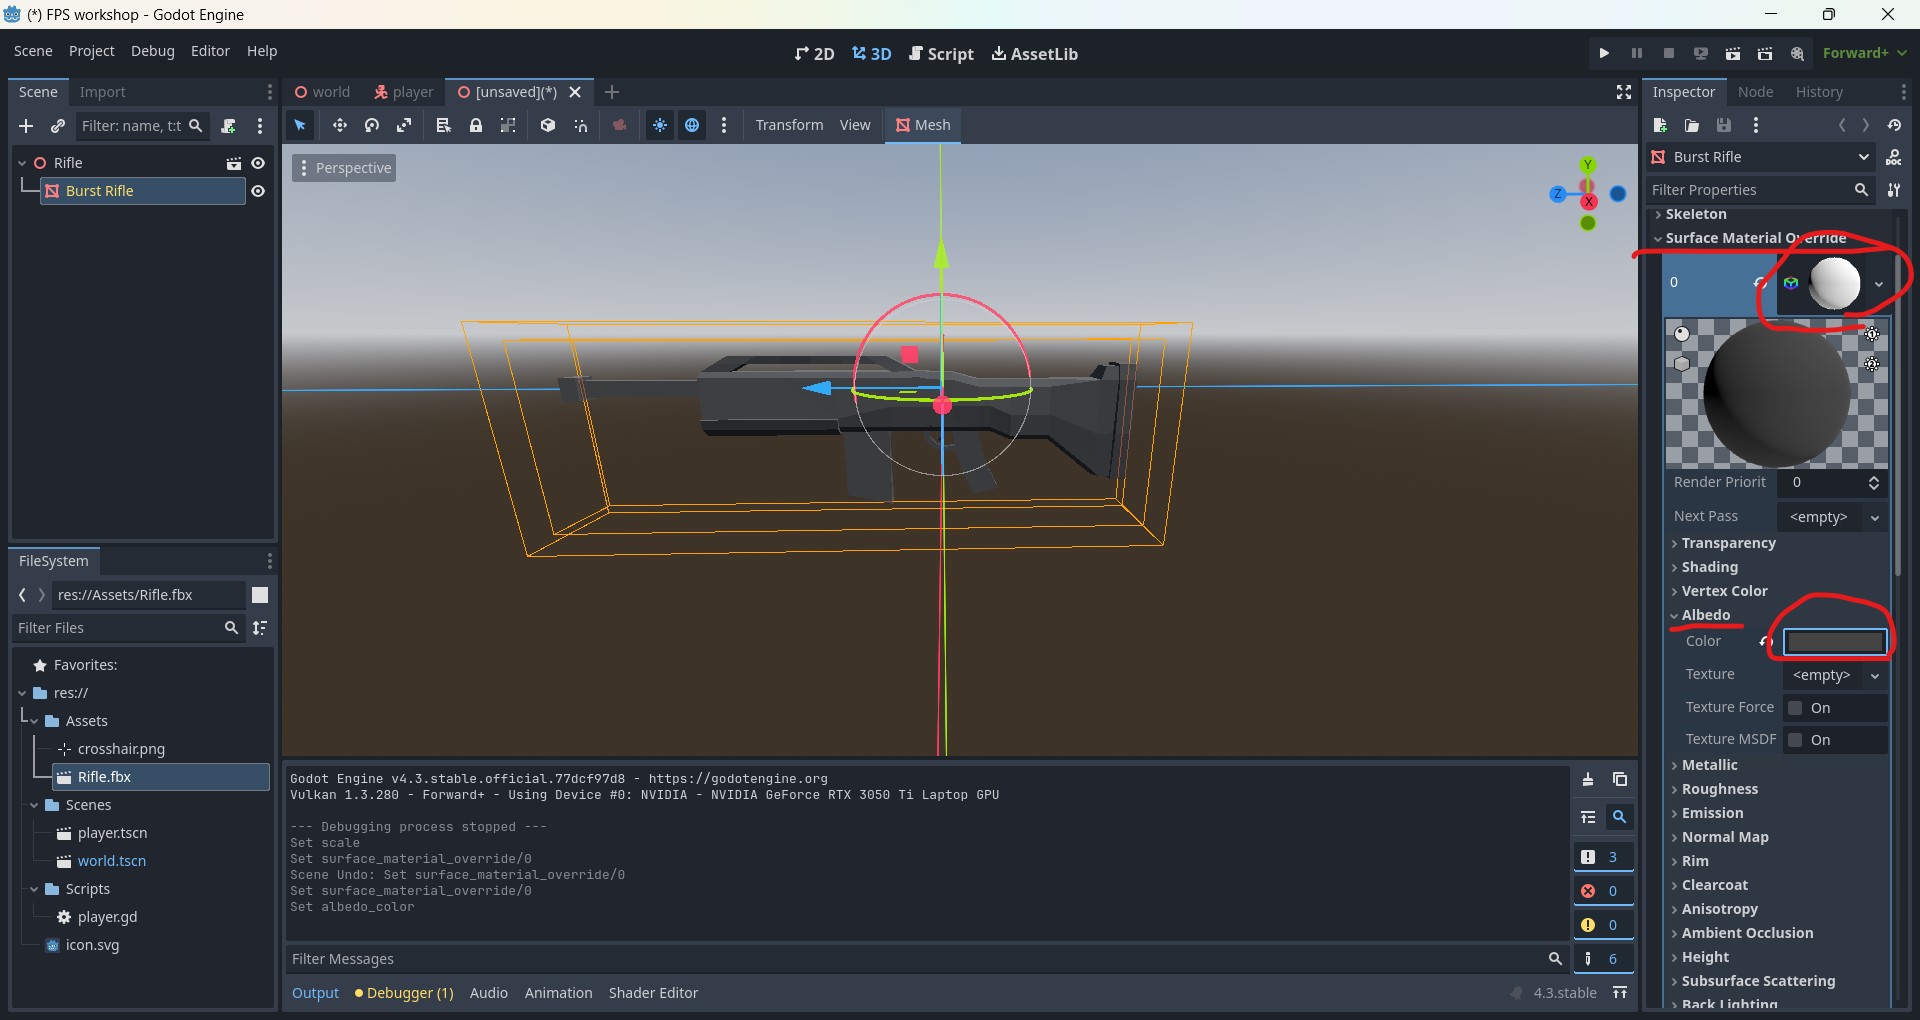 (*) FPS workshop - Godot Engine
Scene Project Debug Editor Help
2D 3D Script AssetLib
Forward+
Scene Import
world player [unsaved](*)
Inspector Node History
Filter: name, t:t
Transform View Mesh
Rifle
Burst Rifle
Perspective
Y
Z
X
Burst Rifle
Filter Properties
Skeleton
Surface Material Override
0
Render Priorit 0
Next Pass <empty>
Transparency
Shading
Vertex Color
Albedo
Color
Texture <empty>
Texture Force On
Texture MSDF On
Metallic
Roughness
Emission
Normal Map
Rim
Clearcoat
Anisotropy
Ambient Occlusion
Height
Subsurface Scattering
Back Lighting
FileSystem
res://Assets/Rifle.fbx
Filter Files
Favorites:
res://
Assets
crosshair.png
Rifle.fbx
Scenes
player.tscn
world.tscn
Scripts
player.gd
icon.svg
Godot Engine v4.3.stable.official.77dcf97d8 - https://godotengine.org
Vulkan 1.3.280 - Forward+ - Using Device #0: NVIDIA - NVIDIA GeForce RTX 3050 Ti Laptop GPU
--- Debugging process stopped ---
Set scale
Set surface_material_override/0
Scene Undo: Set surface_material_override/0
Set surface_material_override/0
Set albedo_color
3
0
0
6
Filter Messages
Output Debugger (1) Audio Animation Shader Editor
4.3.stable